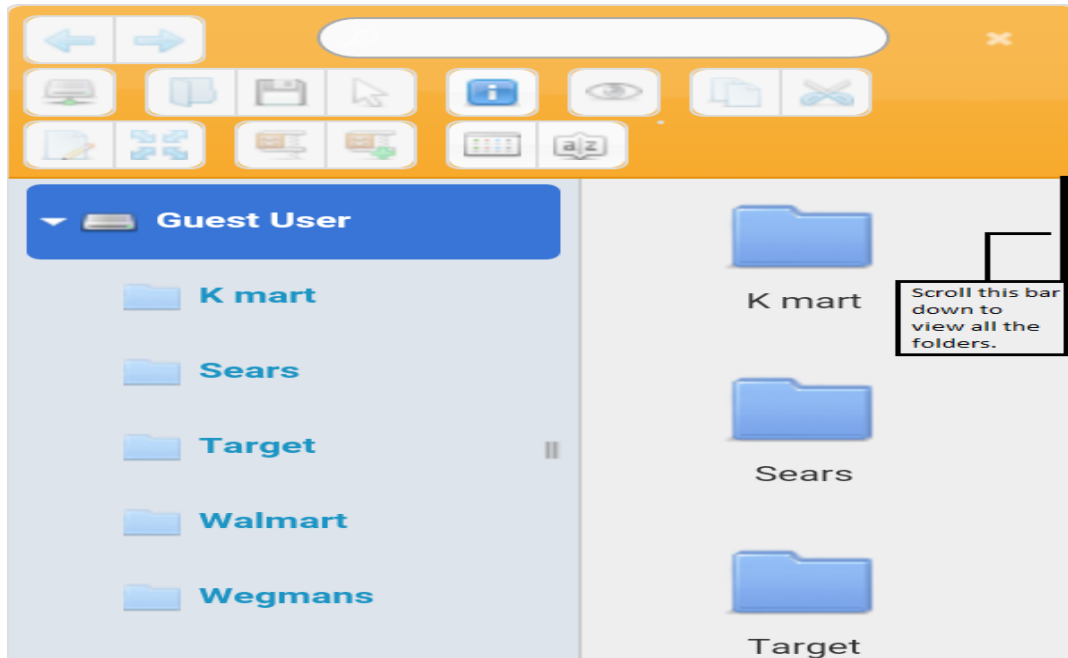 a z
Guest User
K mart
Sears
Target
Walmart
Wegmans
K mart
Scroll this bar
down to
view all the
folders.
Sears
Target